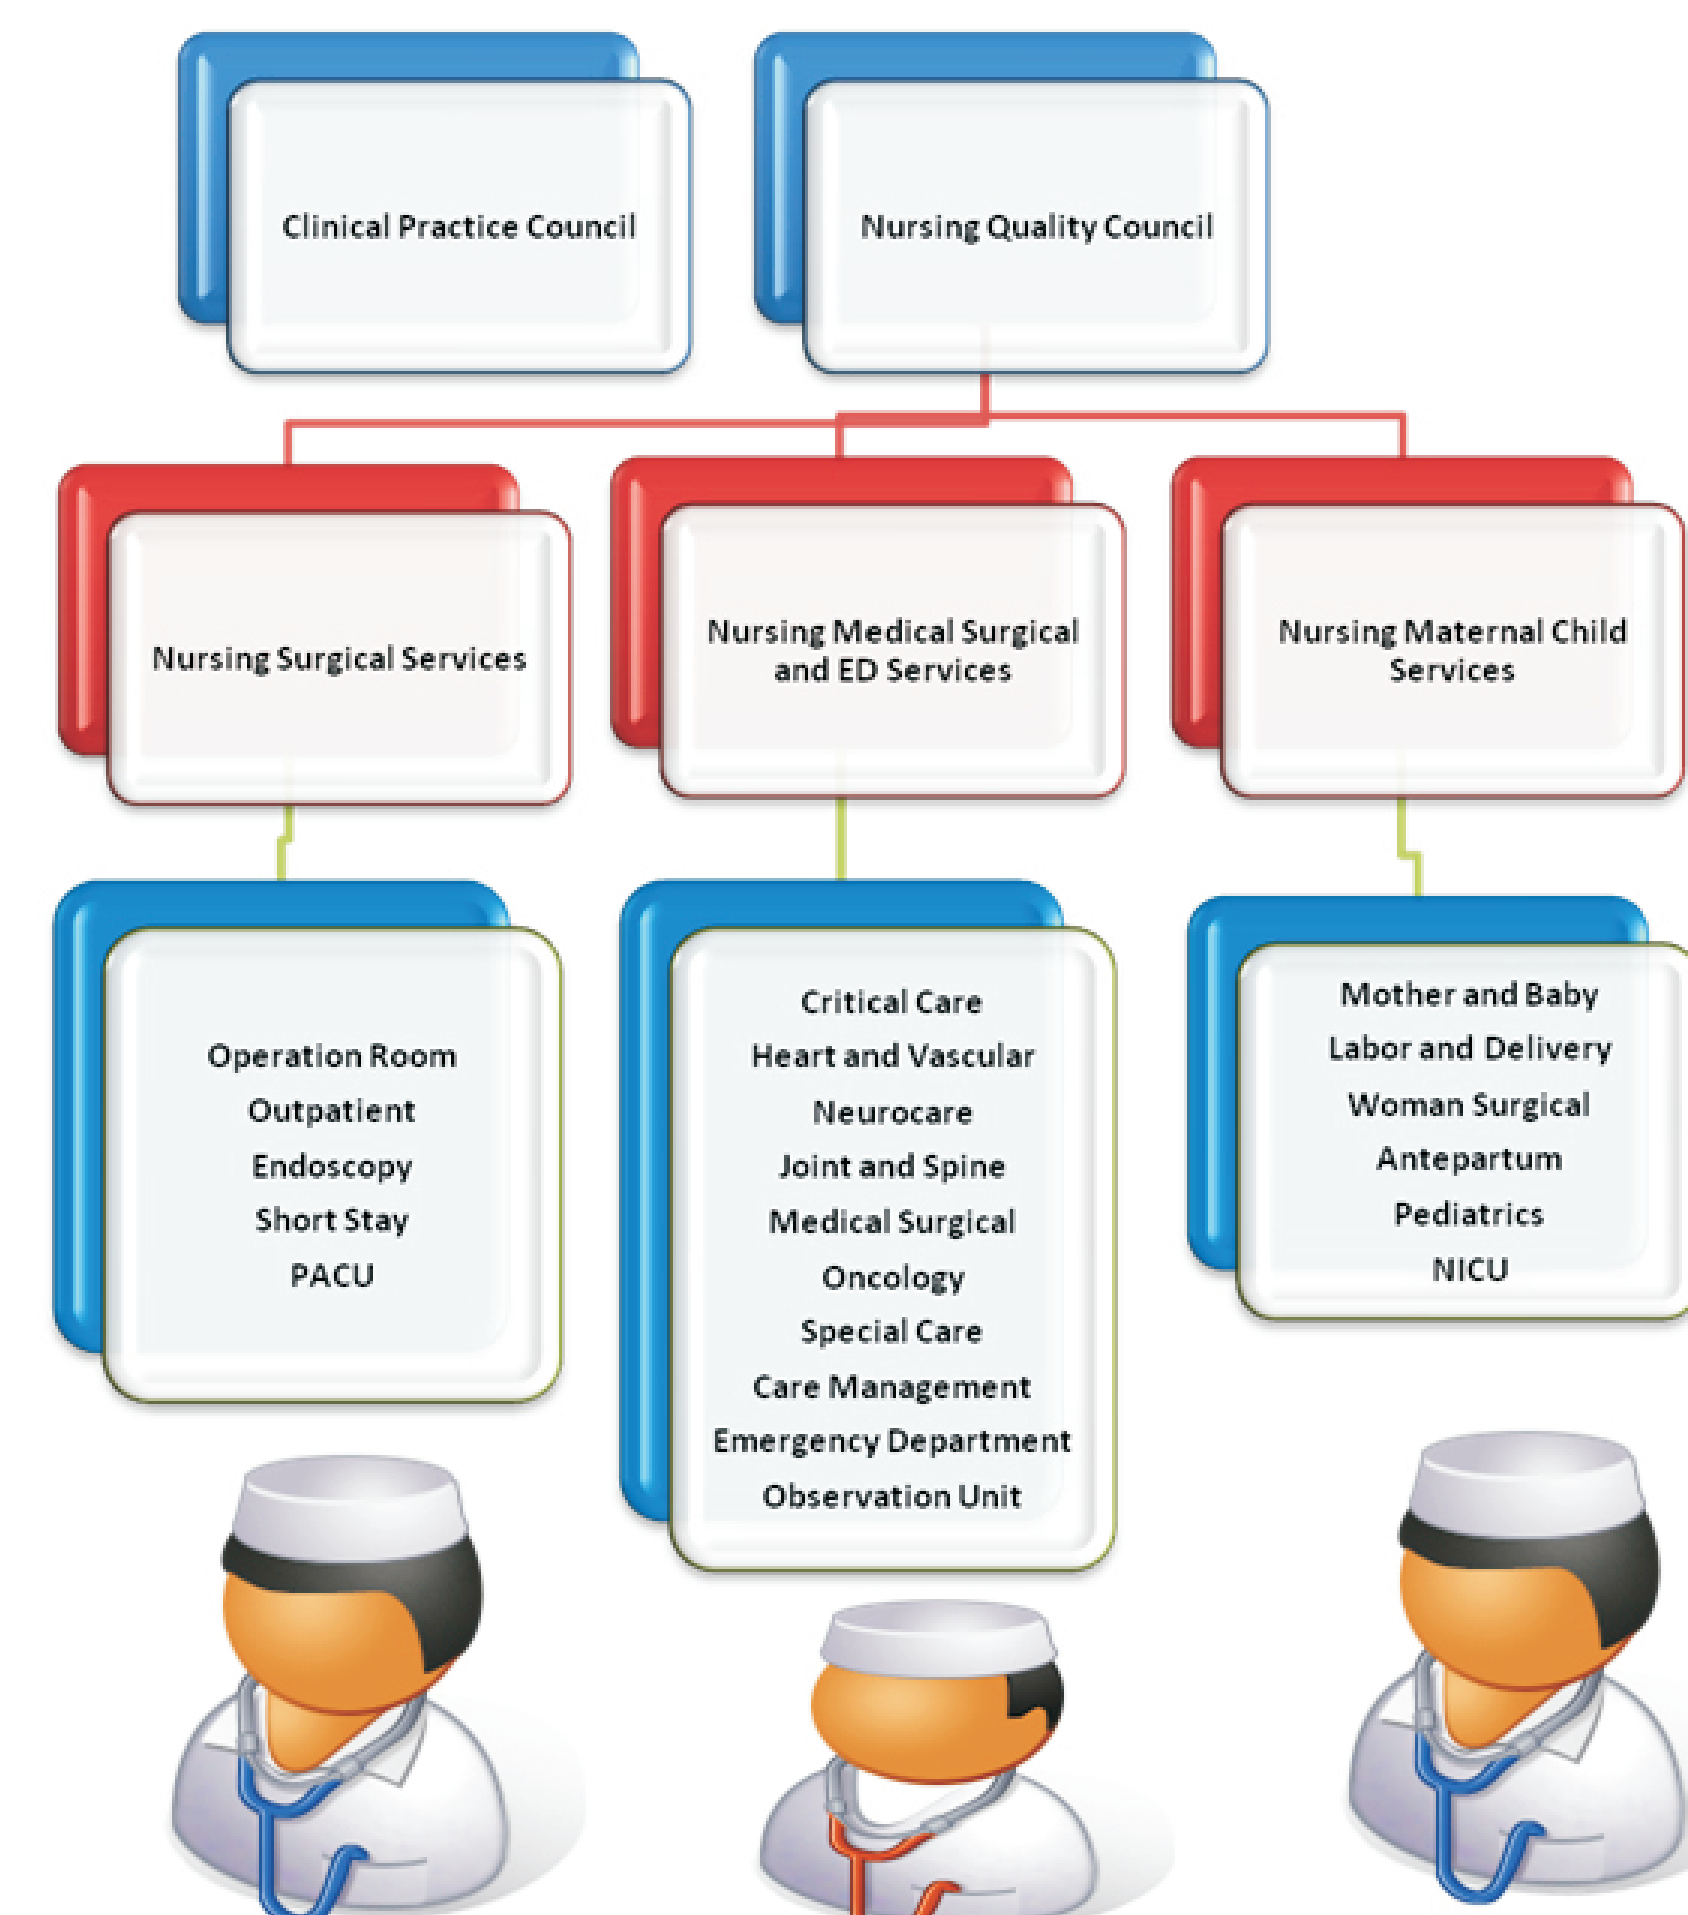 Clinical Practice Council
Nursing Quality Council
Nursing Surgical Services
Nursing Medical Surgical
and ED Services
Nursing Maternal Child
Services
Operation Room
Outpatient
Endoscopy
Short Stay
PACU
Critical Care
Heart and Vascular
Neurocare
Joint and Spine
Medical Surgical
Oncology
Special Care
Care Management
Emergency Department
Observation Unit
Mother and Baby
Labor and Delivery
Woman Surgical
Antepartum
Pediatrics
NICU